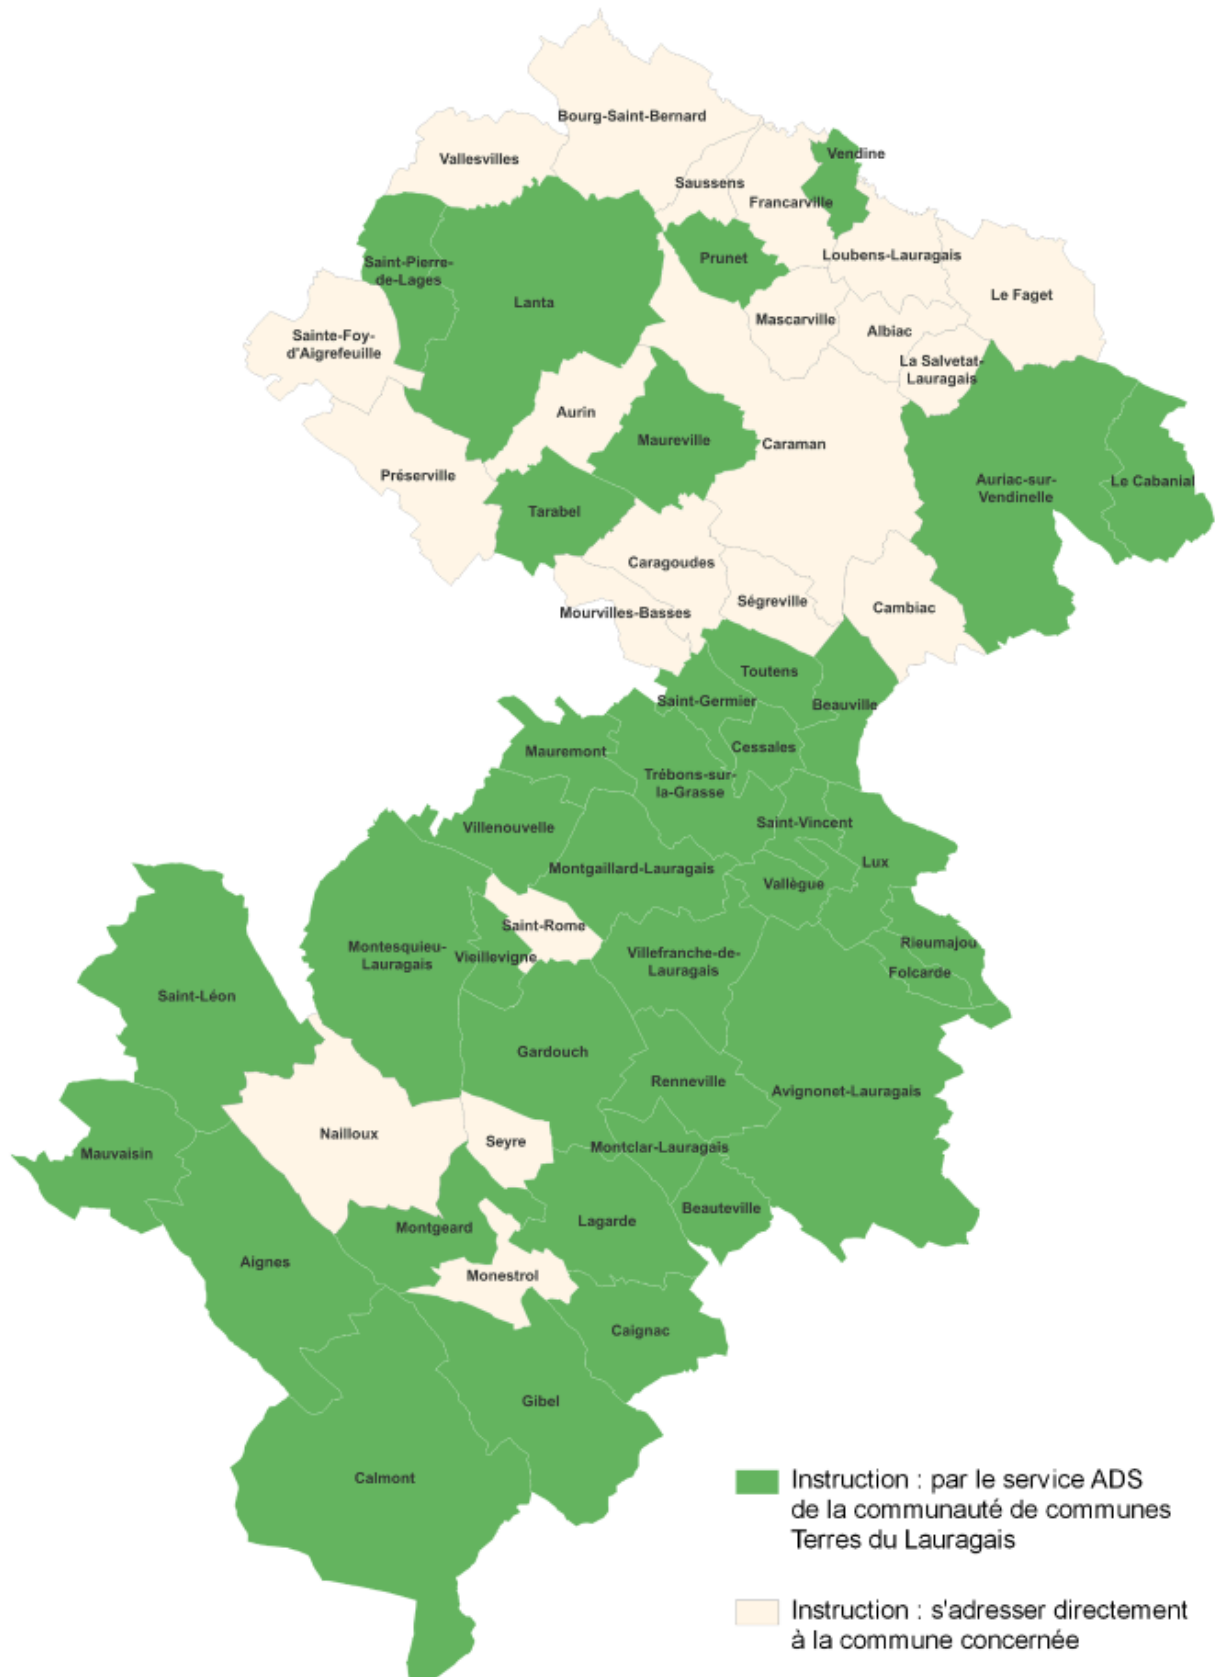 Bourg-Saint-Bernard
Vallesvilles
Vendine
Saussens
Francarville
Saint-Pierre-
de-Lages
Prunet
Loubens-Lauragais
Lanta
Le Faget
Sainte-Foy-
d'Aigrefeuille
Mascarville
Albiac
La Salvetat-
Lauragais
Aurin
Maureville
Caraman
Préserville
Auriac-sur-
Vendinelle
Le Cabanial
Tarabel
Caragoudes
Mourvilles-Basses
Ségreville
Cambiac
Toutens
Saint-Germier
Beauville
Mauremont
Cessales
Trébons-sur-
la-Grasse
Villenouvelle
Saint-Vincent
Montgaillard-Lauragais
Lux
Vallègue
Saint-Rome
Montesquieu-
Lauragais
Vieillevigne
Villefranche-de-
Lauragais
Rieumajou
Folcarde
Saint-Léon
Gardouch
Renneville
Avignonet-Lauragais
Nailloux
Seyre
Montclar-Lauragais
Mauvaisin
Beauteville
Montgeard
Lagarde
Aignes
Monestrol
Caignac
Gibel
Calmont
Instruction : par le service ADS
de la communauté de communes
Terres du Lauragais
Instruction : s'adresser directement
à la commune concernée